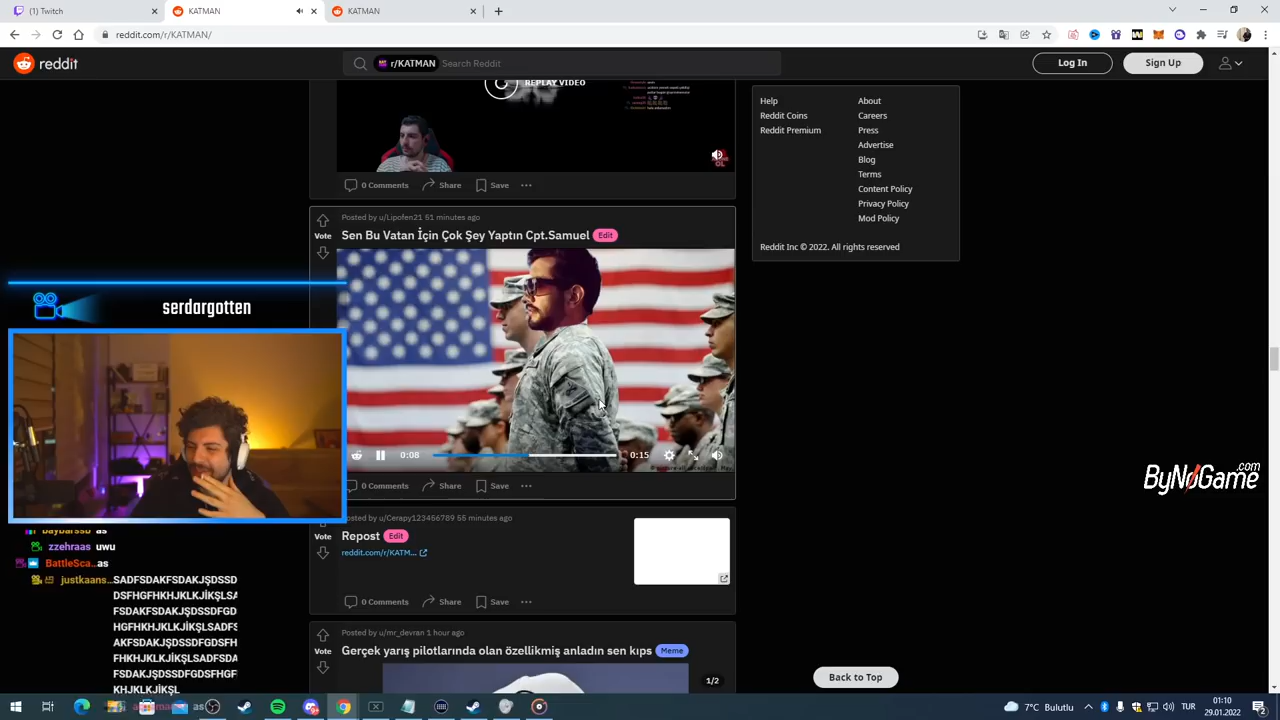 Twitch
KATMAN
KATMAN
reddit.com/r/KATMAN/
reddit
r/KATMAN
Search Reddit
Log In
Sign Up
REPLAY VIDEO
0 Comments
Share
Save
Help
Reddit Coins
Reddit Premium
About
Careers
Press
Advertise
Blog
Terms
Content Policy
Privacy Policy
Mod Policy
Reddit Inc © 2022. All rights reserved
Posted by u/Lipofen21 51 minutes ago
Vote
Sen Bu Vatan İçin Çok Şey Yaptın Cpt.Samuel Edit
0:08
0:15
0 Comments
Share
Save
serdargotten
ByNoGame.com
Posted by u/Cerapy123456789 55 minutes ago
Vote
Repost Edit
reddit.com/r/KATM...
0 Comments
Share
Save
zzehraas uwu
BattleSca...as
justkaans...SADFSDAKFSDAKJŞDSSD
DSFHGFHKHJKLKJİKŞLSA
FSDAKFSDAKJŞDSSDFGD
HGFHKHJKLKJİKŞLSADFS
AKFSDAKJŞDSSDFGDSFH
FHKHJKLKJİKŞLSADFSDA
FSDAKJŞDSSDFGDSFHGF
KHJKLKJİKŞL
Posted by u/mr_devran 1 hour ago
Vote
Gerçek yarış pilotlarında olan özellikmiş anladın sen kıps Meme
1/2
Back to Top
7°C Bulutlu
TUR
01:10
29.01.2022
2